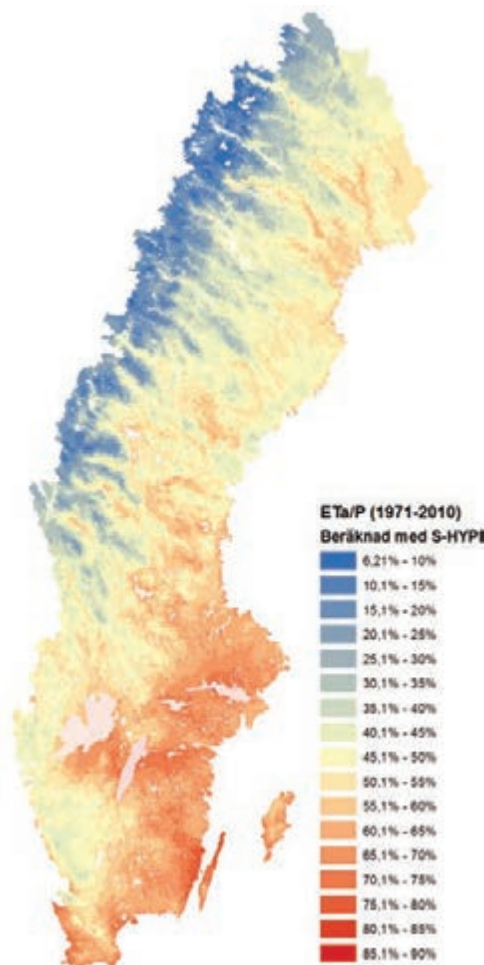 ETa/P (1971-2010)
Beräknad med S-HYP
6,21% - 10%
10,1% - 15%
15,1% - 20%
20,1% - 25%
25,1% - 30%
30,1% - 35%
35,1% - 40%
40,1% - 45%
45,1% - 50%
50,1% - 55%
55,1% - 60%
60,1% - 65%
65,1% - 70%
70,1% - 75%
75,1% - 80%
80,1% - 85%
85,1% - 90%